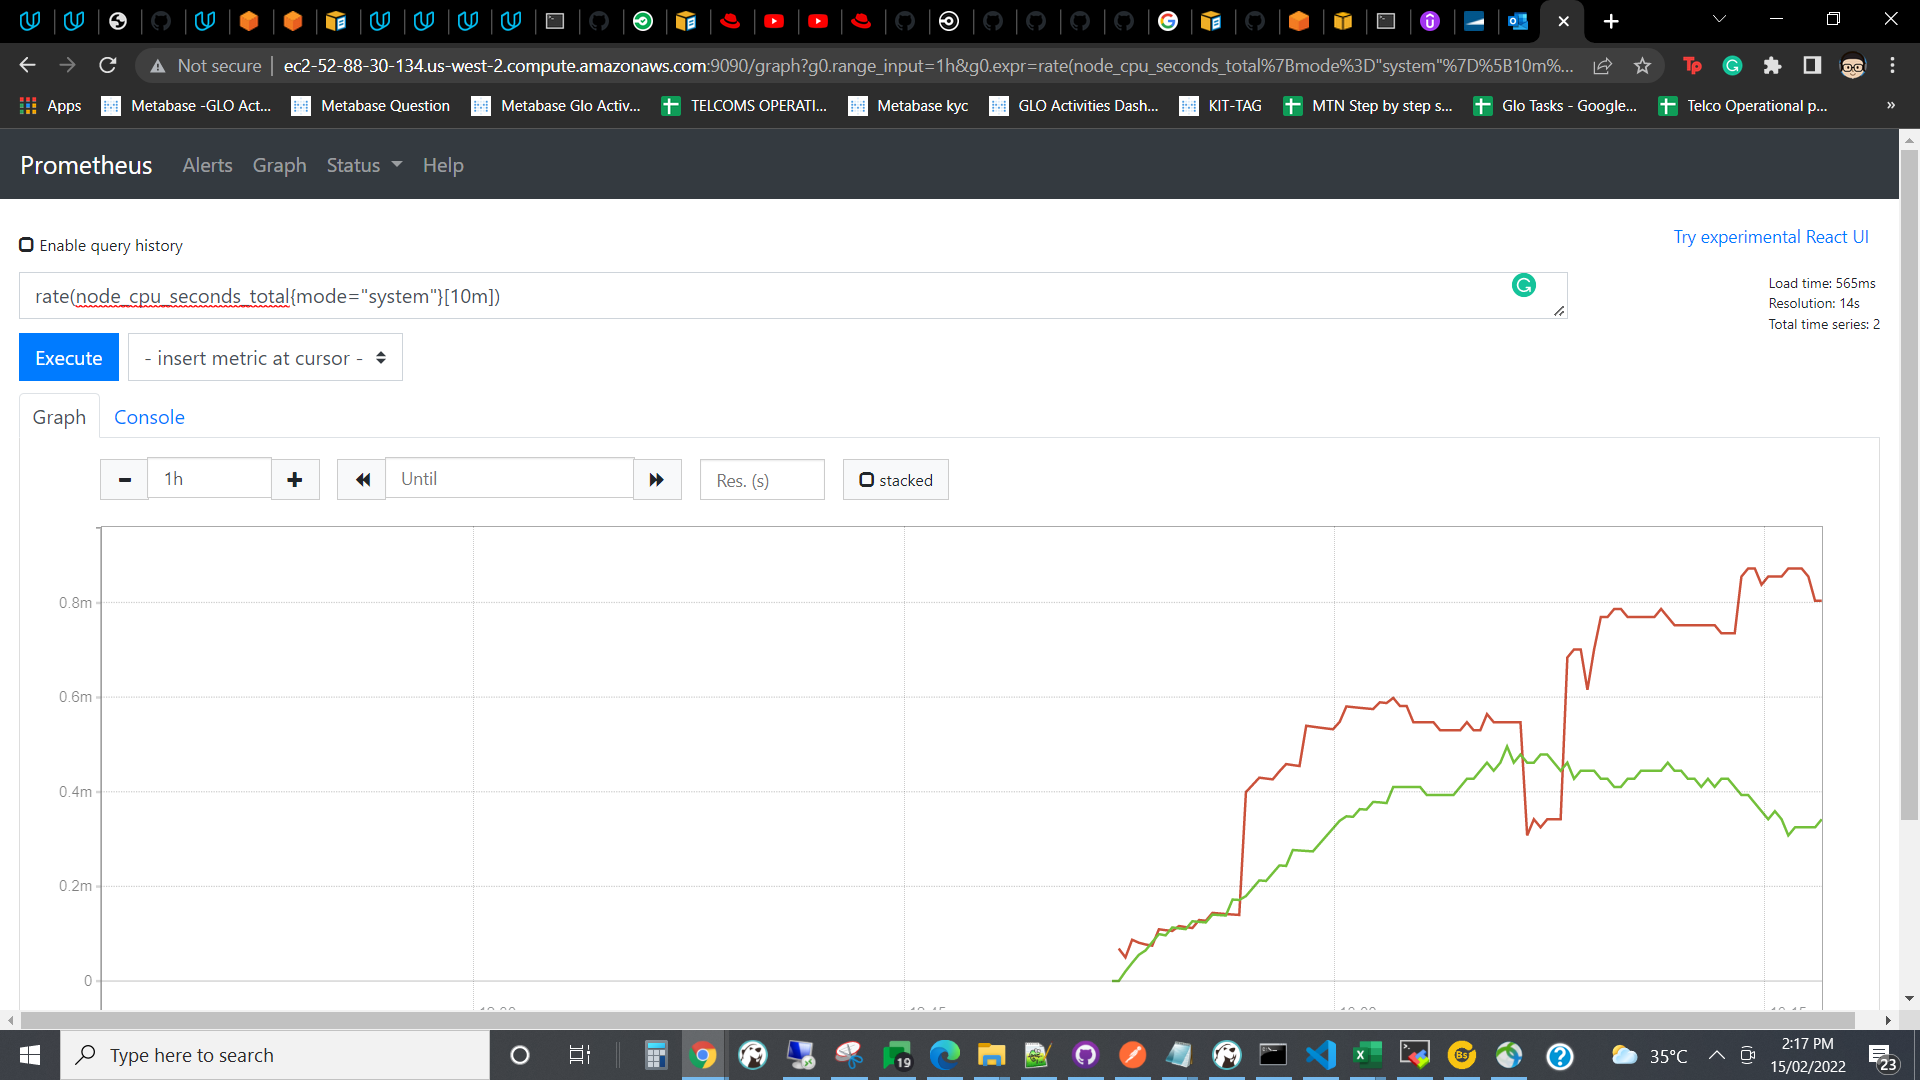 Not secure | ec2-52-88-30-134.us-west-2.compute.amazonaws.com:9090/graph?g0.range_input=1h&g0.expr=rate(node_cpu_seconds_total%7Bmode%3D"system"%7D%5B10m%...
Apps Metabase -GLO Act... Metabase Question Metabase Glo Activ... TELCOMS OPERATI... Metabase kyc GLO Activities Dash... KIT-TAG MTN Step by step s... Glo Tasks - Google... Telco Operational p... »
Prometheus Alerts Graph Status Help
Enable query history
Try experimental React UI
rate(node_cpu_seconds_total{mode="system"}[10m])
Load time: 565ms
Resolution: 14s
Total time series: 2
Execute - insert metric at cursor -
Graph Console
1h Until Res. (s) stacked
0.8m
0.6m
0.4m
0.2m
0
Type here to search
19
35°C
2:17 PM
15/02/2022
23